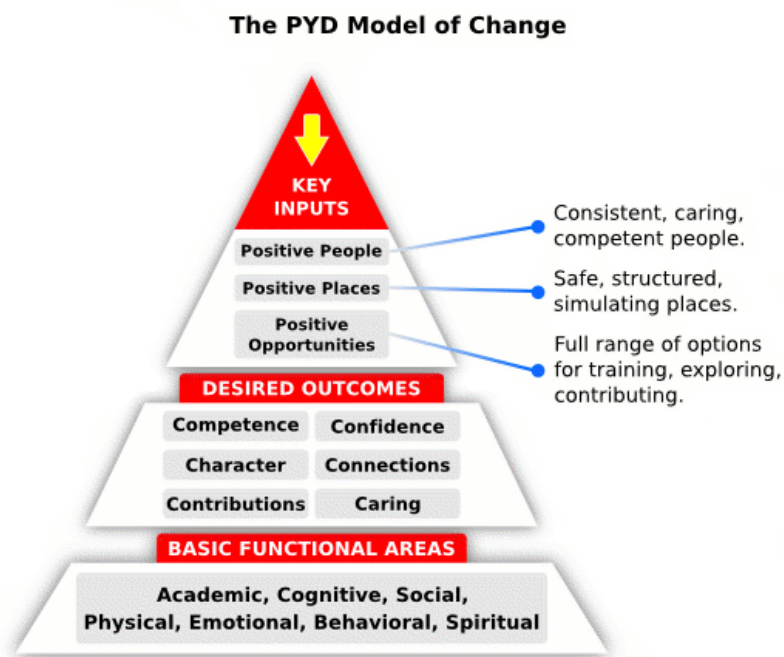 The PYD Model of Change
KEY
INPUTS
Positive People
Consistent, caring,
competent people.
Positive Places
Safe, structured,
simulating places.
Positive
Opportunities
Full range of options
for training, exploring,
contributing.
DESIRED OUTCOMES
Competence
Confidence
Character
Connections
Contributions
Caring
BASIC FUNCTIONAL AREAS
Academic, Cognitive, Social,
Physical, Emotional, Behavioral, Spiritual